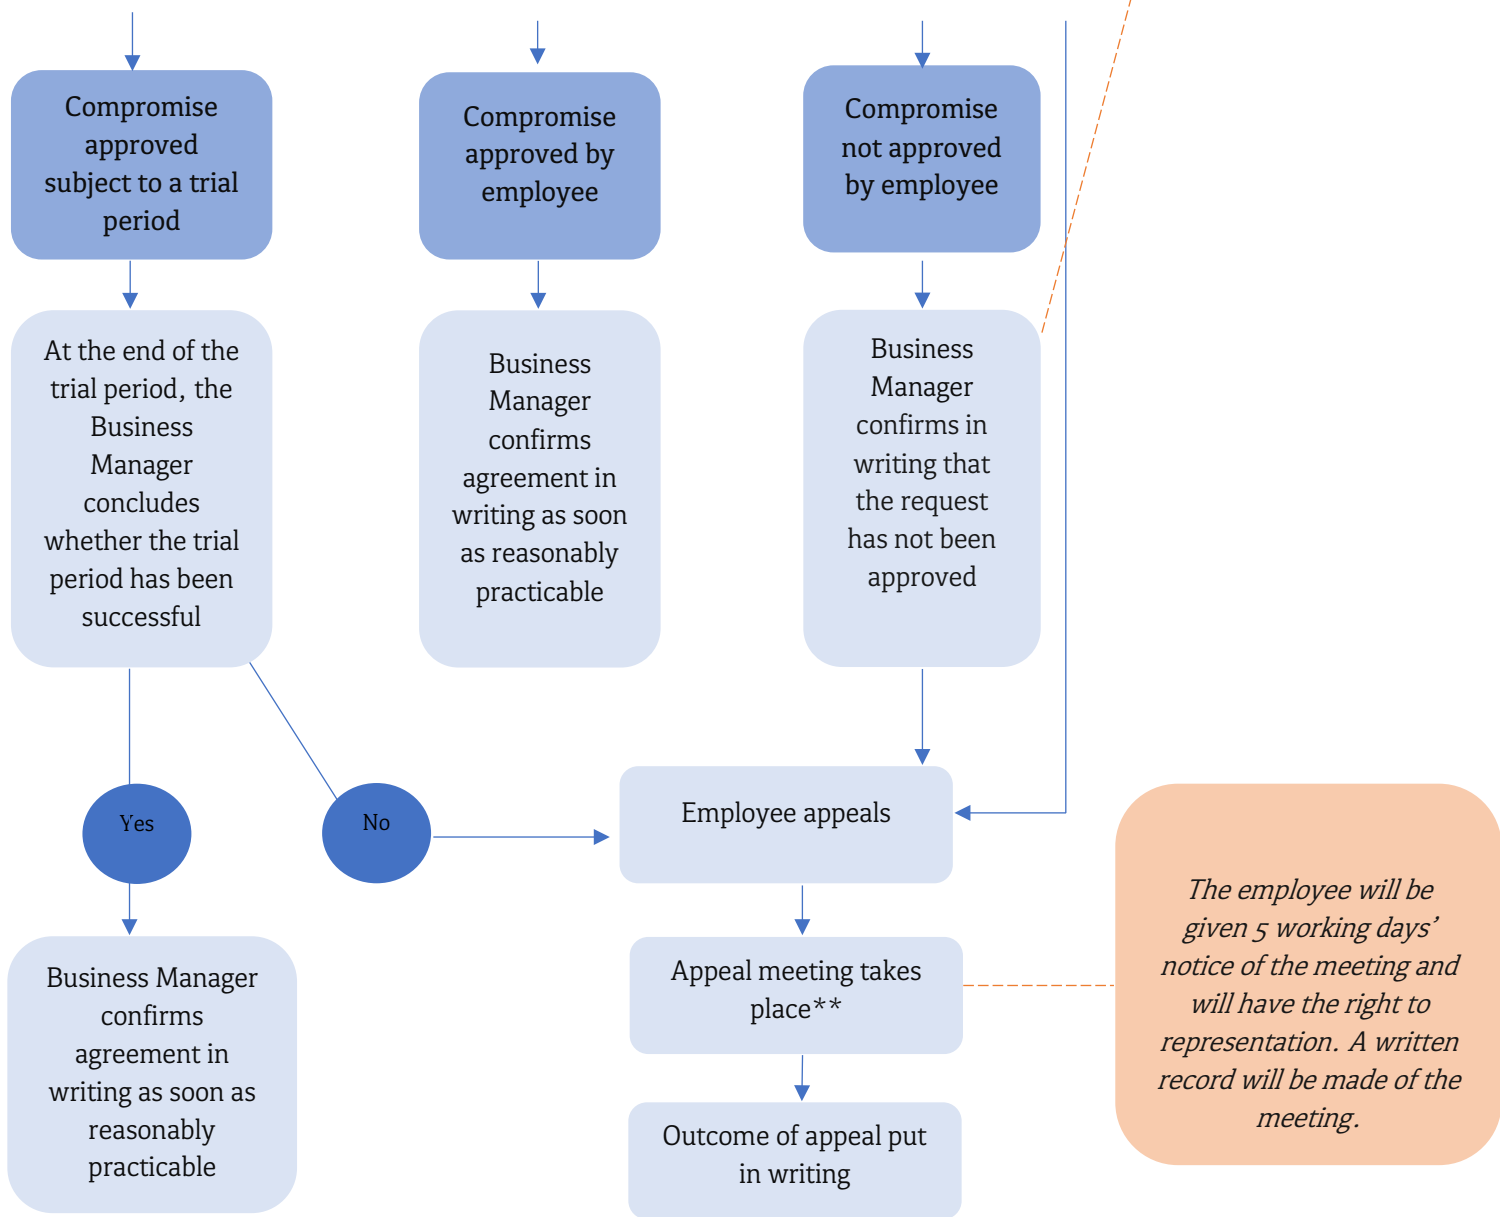 Compromise
approved
subject to a trial
period
Compromise
approved by
employee
Compromise
not approved
by employee
At the end of the
trial period, the
Business
Manager
concludes
whether the trial
period has been
successful
Business
Manager
confirms
agreement in
writing as soon
as reasonably
practicable
Business
Manager
confirms in
writing that
the request
has not been
approved
Yes
No
Employee appeals
Business Manager
confirms
agreement in
writing as soon as
reasonably
practicable
Appeal meeting takes
place**
Outcome of appeal put
in writing
The employee will be
given 5 working days’
notice of the meeting and
will have the right to
representation. A written
record will be made of the
meeting.